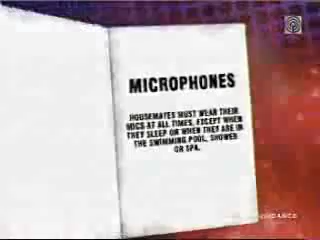 MICROPHONES
HOUSEMATES MUST WEAR THEIR
MICS AT ALL TIMES, EXCEPT WHEN
THEY SLEEP OR WHEN THEY ARE IN
THE SWIMMING POOL, SHOWER
OR SPA.